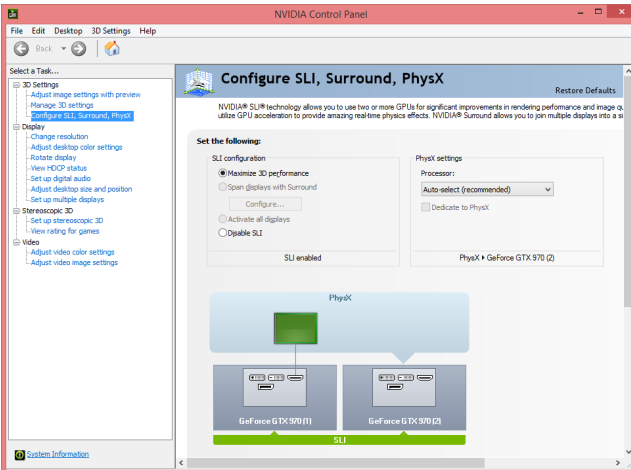 NVIDIA Control Panel
File Edit Desktop 3D Settings Help
Back
Select a Task...
3D Settings
Adjust image settings with preview
Manage 3D settings
Configure SLI, Surround, PhysX
Display
Change resolution
Adjust desktop color settings
Rotate display
View HDCP status
Set up digital audio
Adjust desktop size and position
Set up multiple displays
Stereoscopic 3D
Set up stereoscopic 3D
View rating for games
Video
Adjust video color settings
Adjust video image settings
System Information
Configure SLI, Surround, PhysX
Restore Defaults
NVIDIA® SLI® technology allows you to use two or more GPUs for significant improvements in rendering performance and image qu
utilize GPU acceleration to provide amazing real-time physics effects. NVIDIA® Surround allows you to join multiple displays into a si
Set the following:
SLI configuration
Maximize 3D performance
Span displays with Surround
Configure...
Activate all displays
Disable SLI
SLI enabled
PhysX settings
Processor:
Auto-select (recommended)
Dedicate to PhysX
PhysX ▸ GeForce GTX 970 (2)
PhysX
GeForce GTX 970 (1)
GeForce GTX 970 (2)
SLI